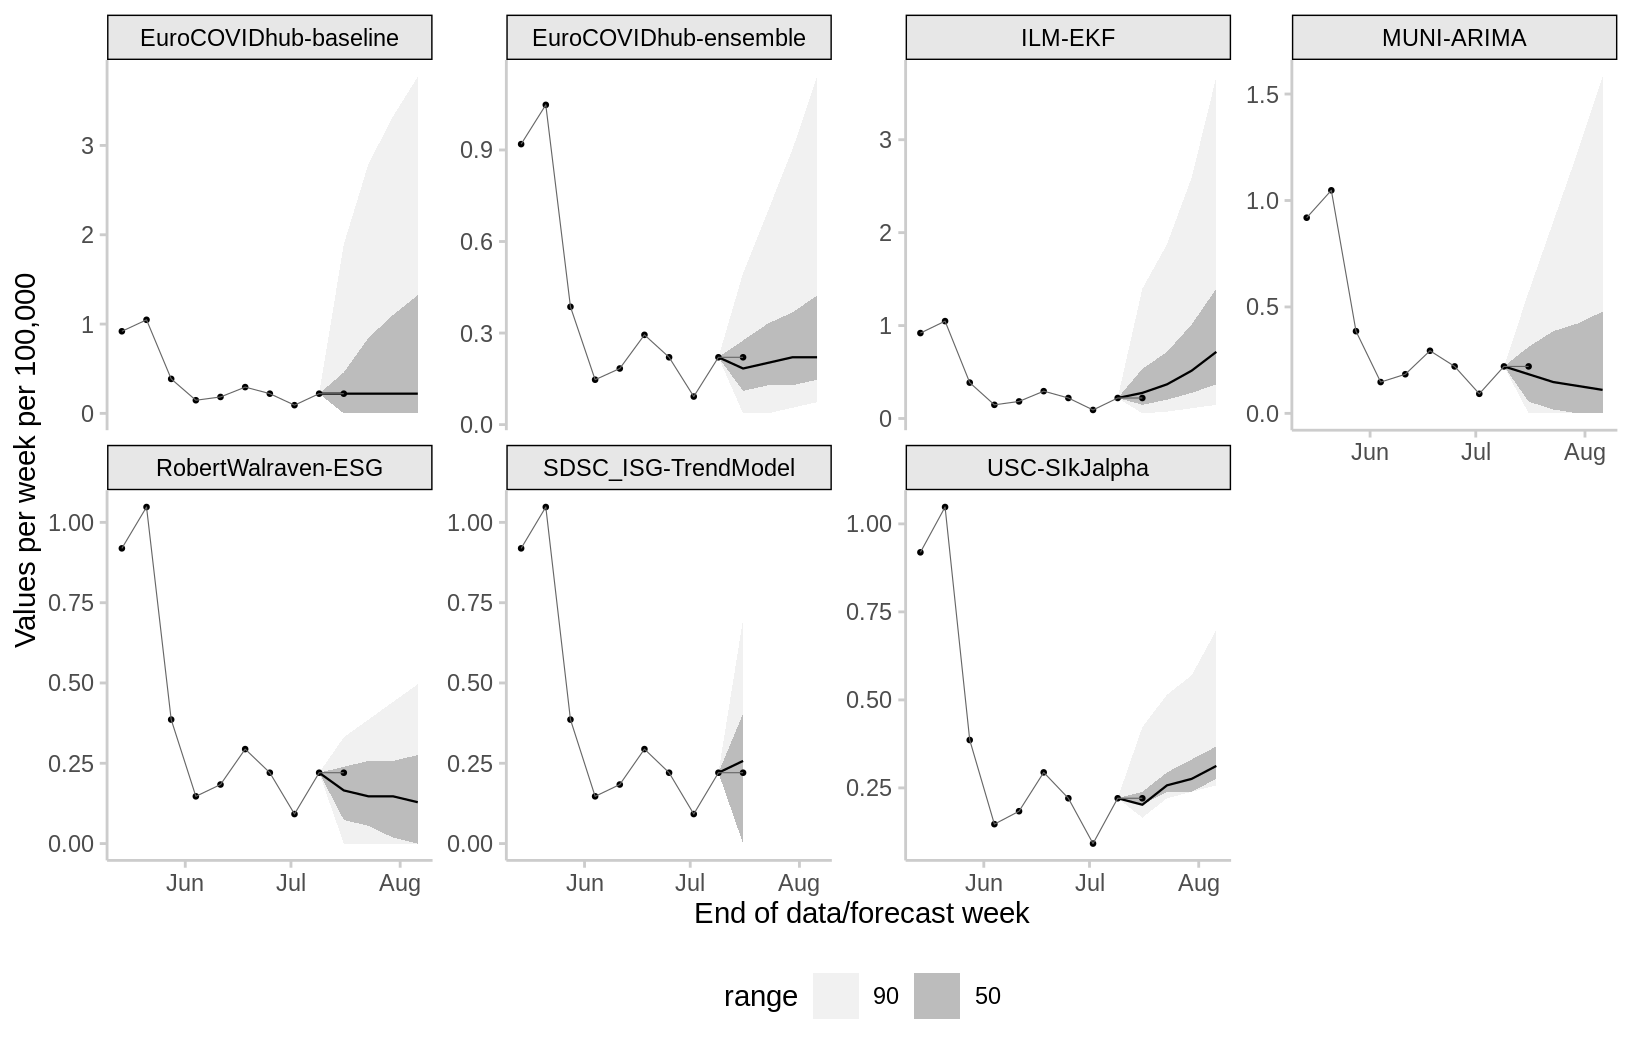 EuroCOVIDhub-baseline
EuroCOVIDhub-ensemble
ILM-EKF
MUNI-ARIMA
3
2
1
0
0.9
0.6
0.3
0.0
3
2
1
0
1.5
1.0
0.5
0.0
Jun Jul Aug
RobertWalraven-ESG
SDSC_ISG-TrendModel
USC-SIkJalpha
1.00
0.75
0.50
0.25
0.00
Jun Jul Aug
1.00
0.75
0.50
0.25
0.00
Jun Jul Aug
1.00
0.75
0.50
0.25
Jun Jul Aug
Values per week per 100,000
End of data/forecast week
range 90 50